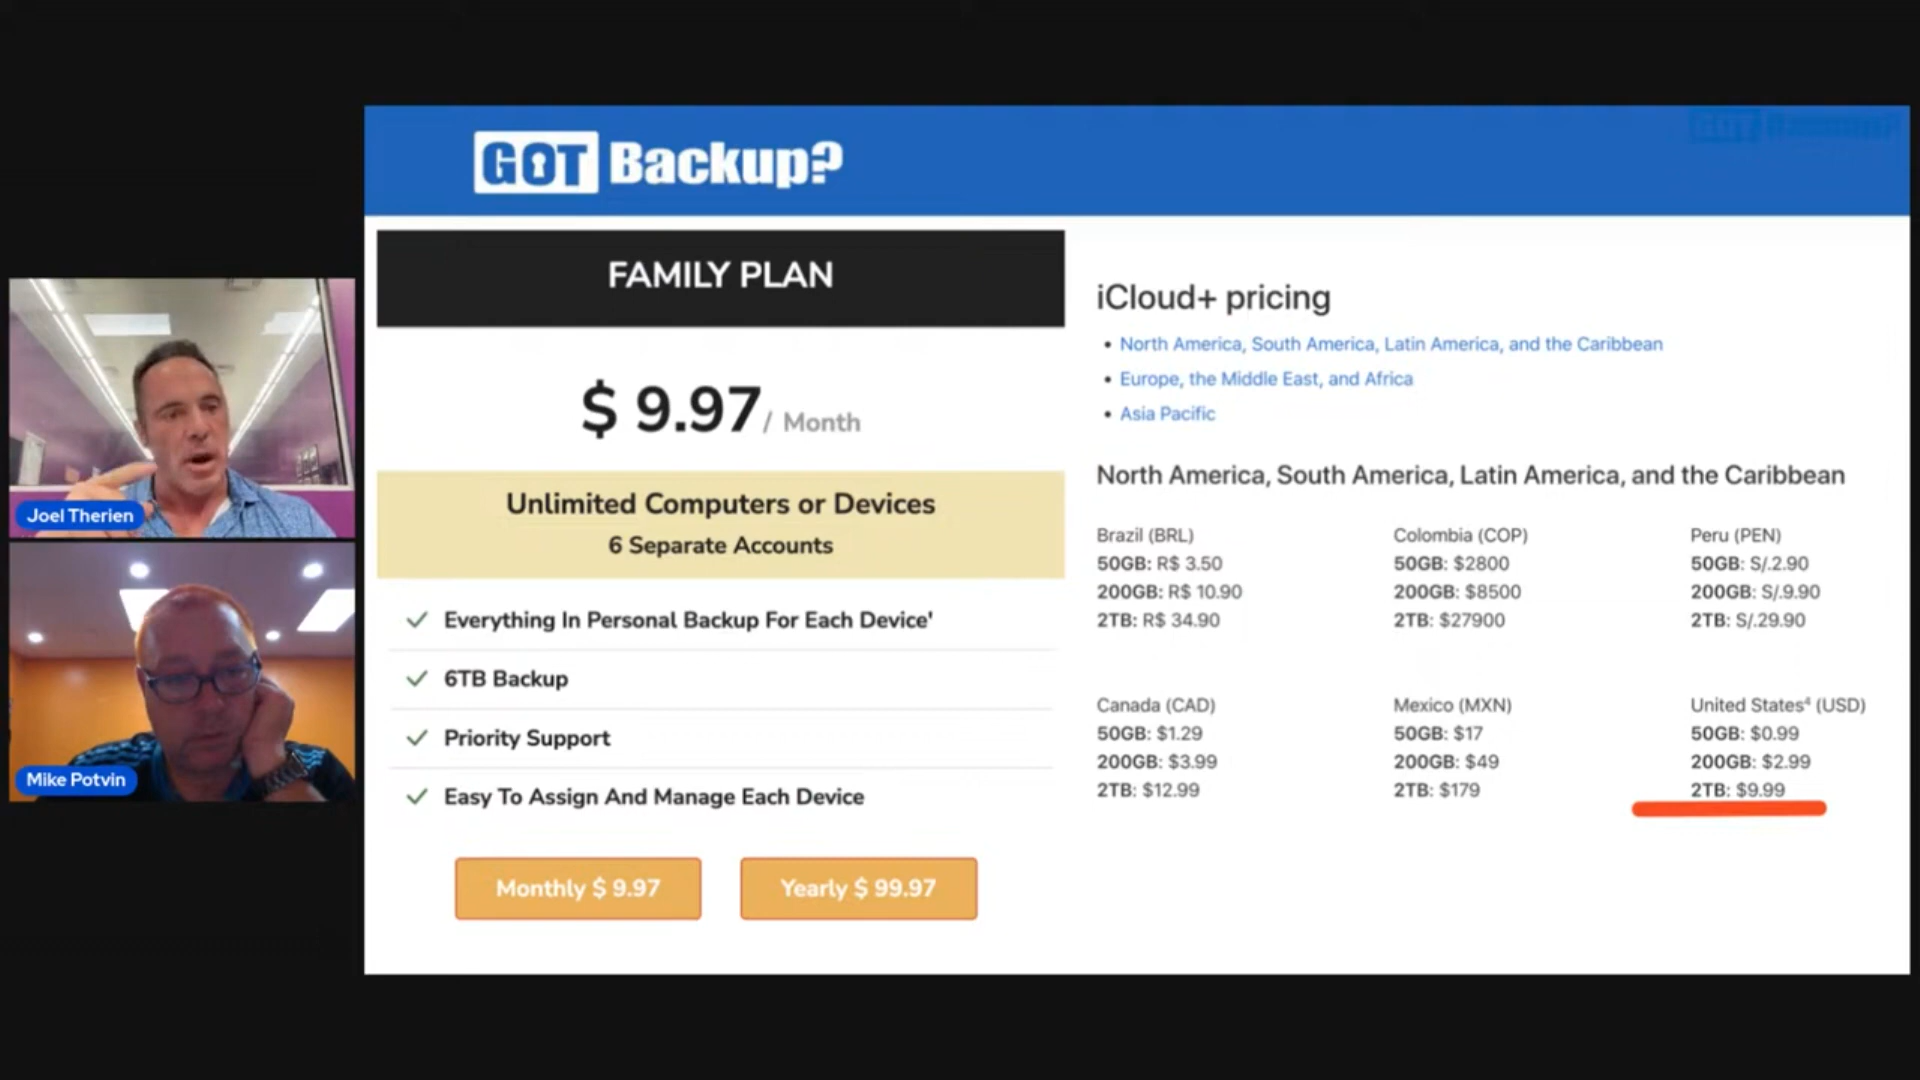 GOT Backup?
FAMILY PLAN
$ 9.97 / Month
Unlimited Computers or Devices
6 Separate Accounts
Everything In Personal Backup For Each Device'
6TB Backup
Priority Support
Easy To Assign And Manage Each Device
Monthly $ 9.97
Yearly $ 99.97
iCloud+ pricing
• North America, South America, Latin America, and the Caribbean
• Europe, the Middle East, and Africa
• Asia Pacific
North America, South America, Latin America, and the Caribbean
Brazil (BRL)
50GB: R$ 3.50
200GB: R$ 10.90
2TB: R$ 34.90
Colombia (COP)
50GB: $2800
200GB: $8500
2TB: $27900
Peru (PEN)
50GB: S/.2.90
200GB: S/.9.90
2TB: S/.29.90
Canada (CAD)
50GB: $1.29
200GB: $3.99
2TB: $12.99
Mexico (MXN)
50GB: $17
200GB: $49
2TB: $179
United States⁴ (USD)
50GB: $0.99
200GB: $2.99
2TB: $9.99
Joel Therien
Mike Potvin
GOT Backup?